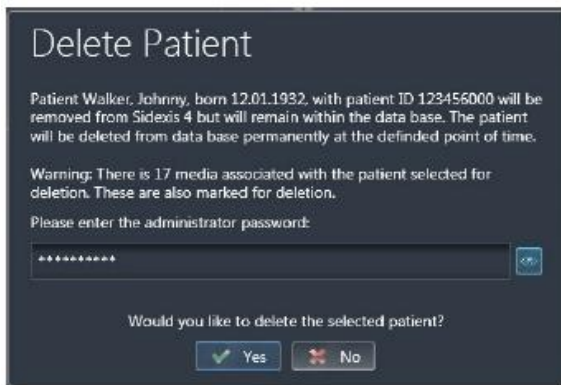 Delete Patient
Patient Walker, Johnny, born 12.01.1932, with patient ID 123456000 will be
removed from Sidexis 4 but will remain within the data base. The patient
will be deleted from data base permanently at the definded point of time.
Warning: There is 17 media associated with the patient selected for
deletion. These are also marked for deletion.
Please enter the administrator password:
**********
Would you like to delete the selected patient?
Yes No